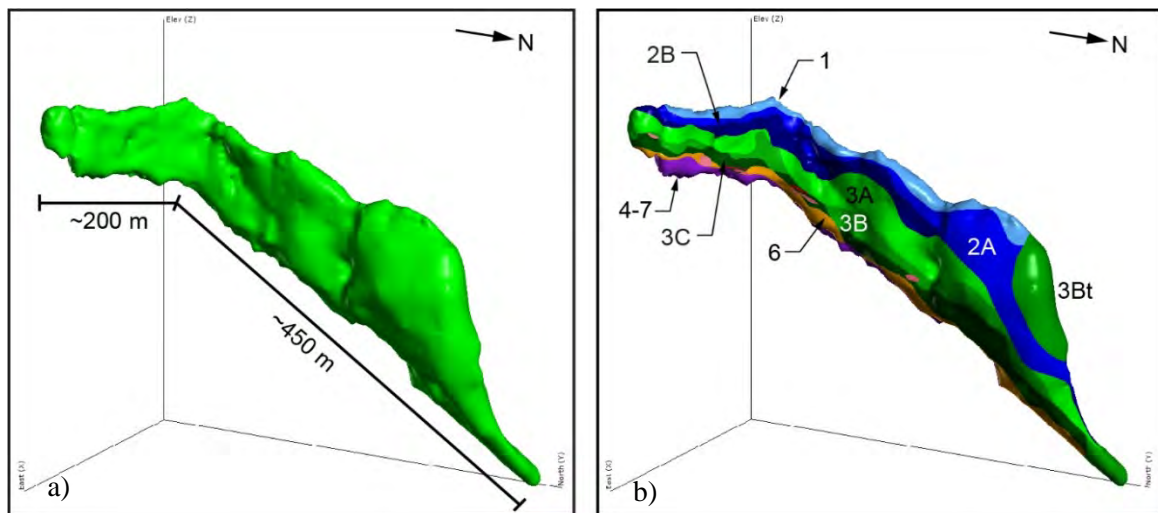 Elev (Z)
N
~200 m
~450 m
East (X)
North (Y)
a)
Elev (Z)
N
2B
1
3A
2A
4-7
3B
3Bt
3C
6
East (X)
North (Y)
b)